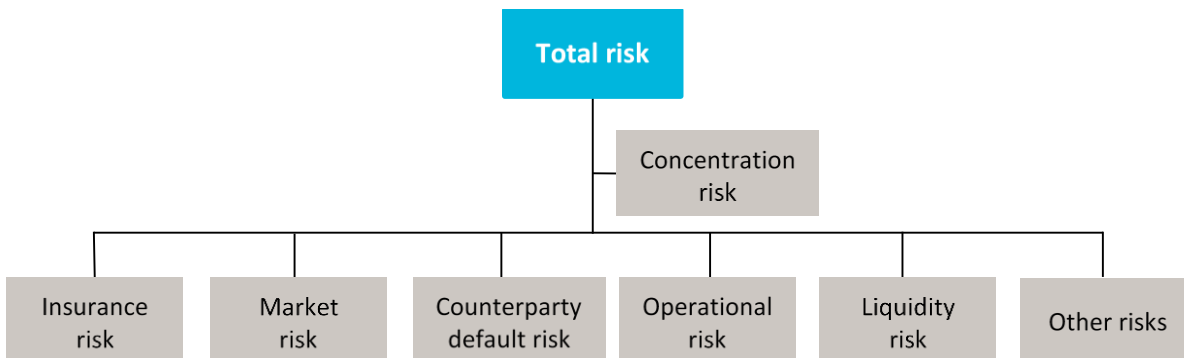 Total risk
Concentration
risk
Insurance
risk
Market
risk
Counterparty
default risk
Operational
risk
Liquidity
risk
Other risks